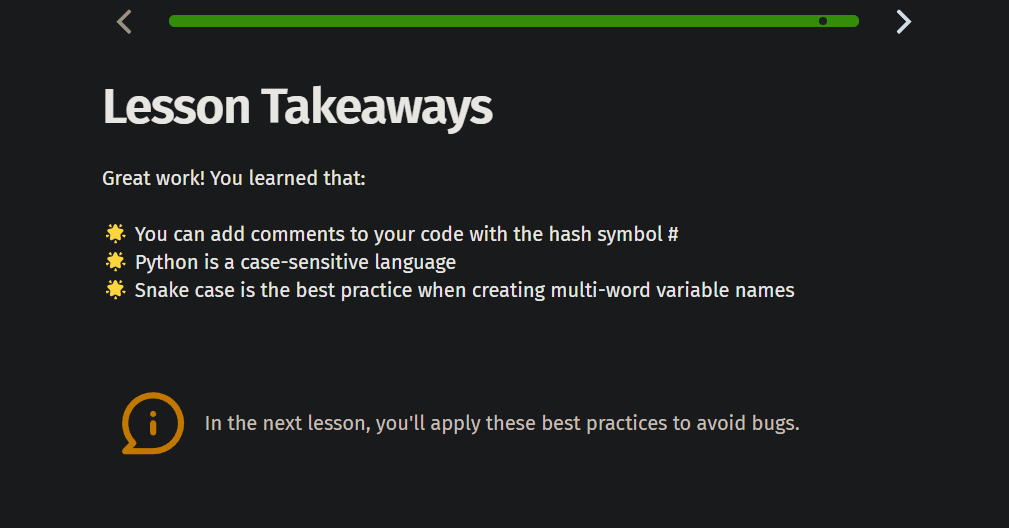 Lesson Takeaways
Great work! You learned that:
🌟 You can add comments to your code with the hash symbol #
🌟 Python is a case-sensitive language
🌟 Snake case is the best practice when creating multi-word variable names
In the next lesson, you'll apply these best practices to avoid bugs.